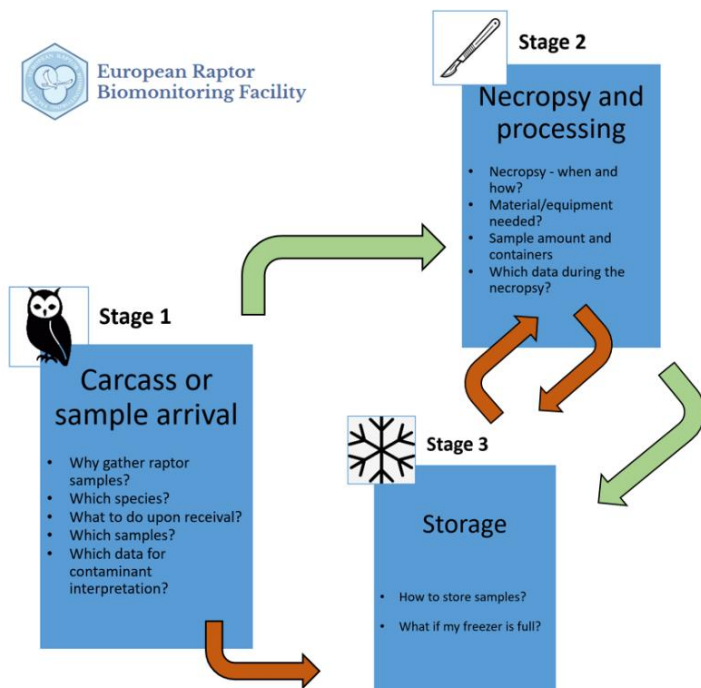 European Raptor
Biomonitoring Facility
Stage 1
Carcass or
sample arrival
• Why gather raptor
samples?
• Which species?
• What to do upon receival?
• Which samples?
• Which data for
contaminant
interpretation?
Stage 2
Necropsy and
processing
• Necropsy - when and
how?
• Material/equipment
needed?
• Sample amount and
containers
• Which data during the
necropsy?
Stage 3
Storage
• How to store samples?
• What if my freezer is full?